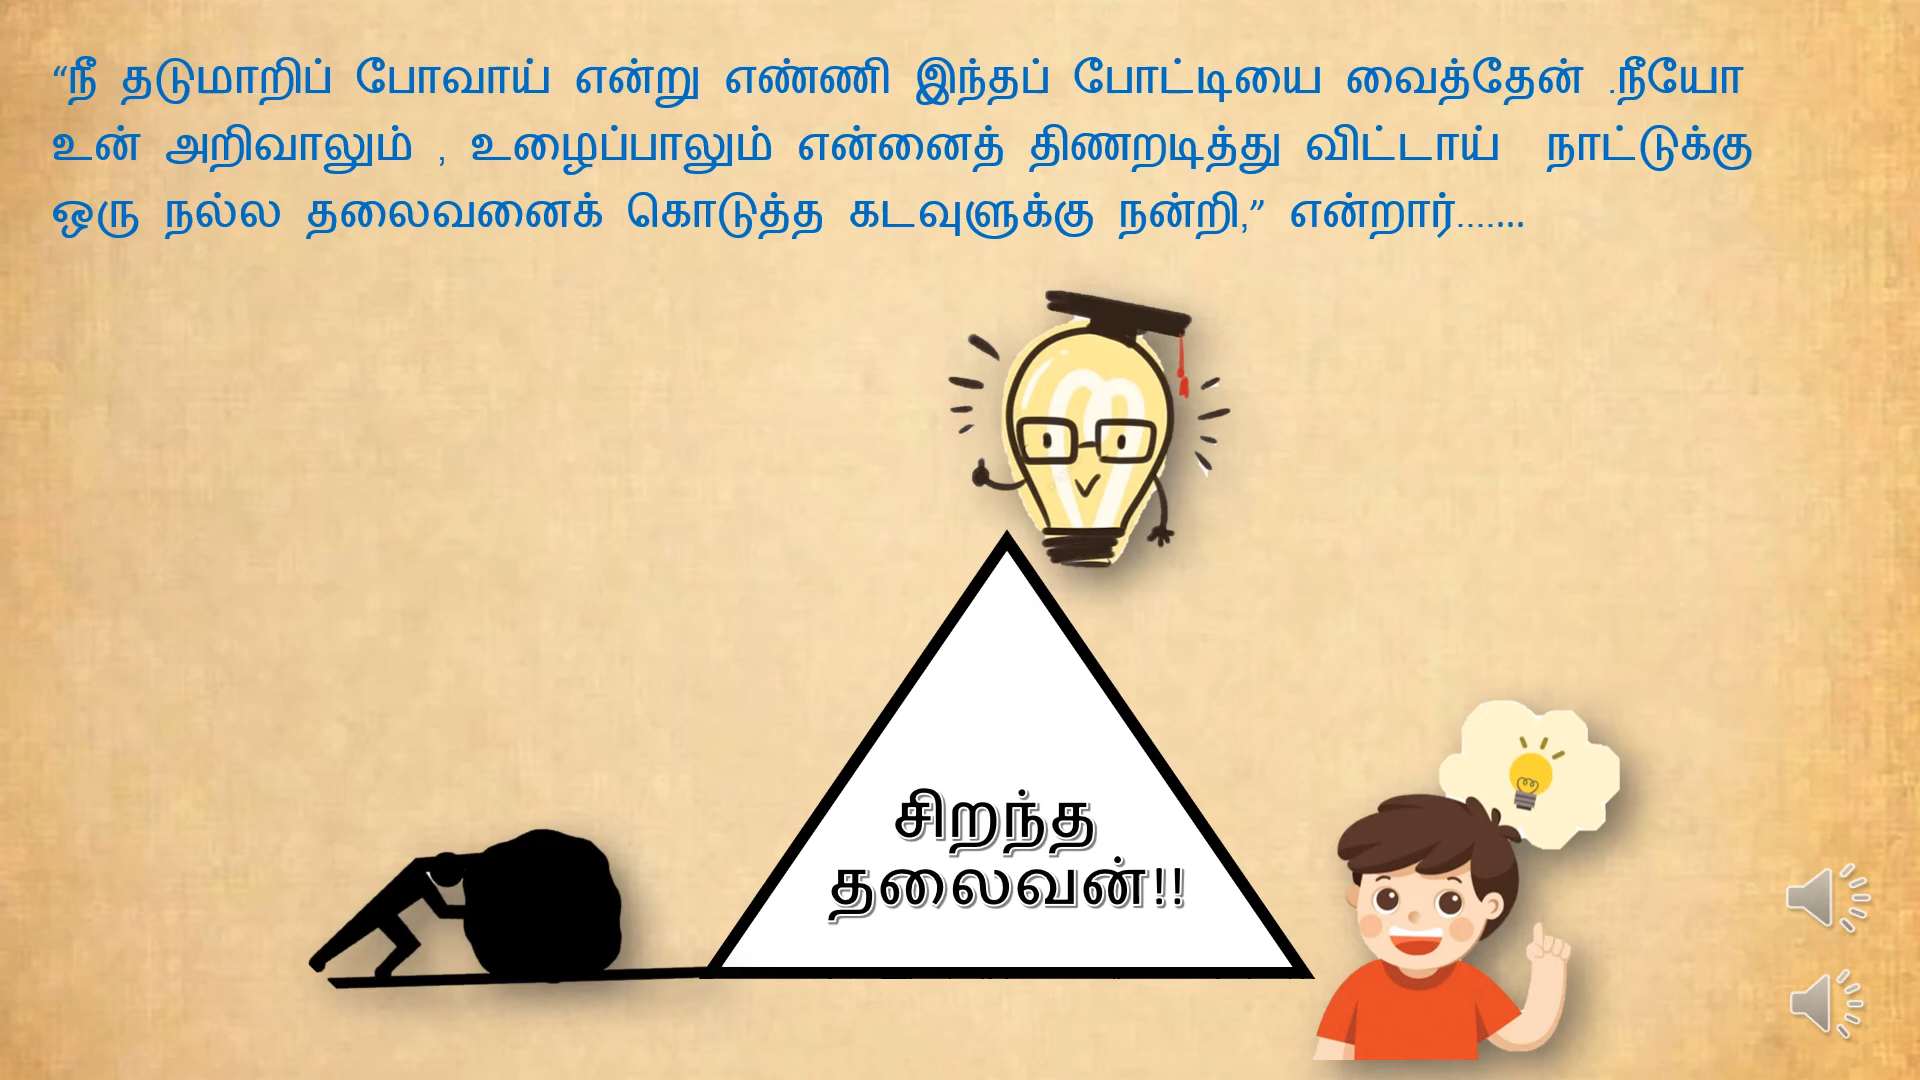 “நீ தடுமாறிப் போவாய் என்று எண்ணி இந்தப் போட்டியை வைத்தேன் .நீயோ
உன் அறிவாலும் , உழைப்பாலும் என்னைத் திணறடித்து விட்டாய் நாட்டுக்கு
ஒரு நல்ல தலைவனைக் கொடுத்த கடவுளுக்கு நன்றி,” என்றார்.......
சிறந்த
தலைவன்!!